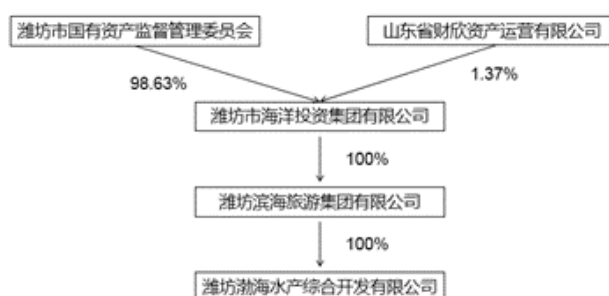 潍坊市国有资产监督管理委员会
山东省财欣资产运营有限公司
98.63%
1.37%
潍坊市海洋投资集团有限公司
100%
潍坊滨海旅游集团有限公司
100%
潍坊渤海水产综合开发有限公司